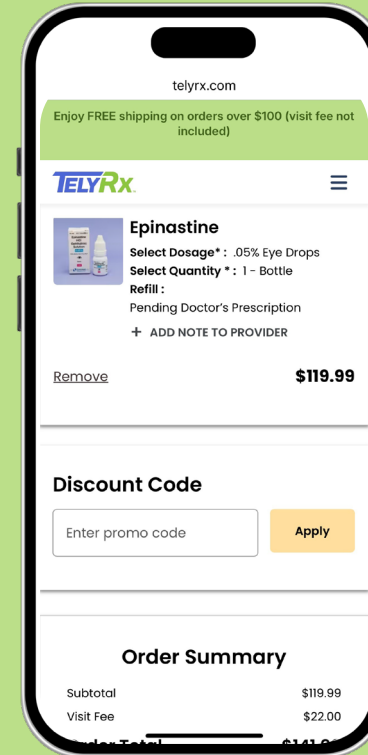 telyrx.com
Enjoy FREE shipping on orders over $100 (visit fee not
included)
TELYRX
Epinastine
Select Dosage* : .05% Eye Drops
Select Quantity * : 1 - Bottle
Refill :
Pending Doctor's Prescription
+ ADD NOTE TO PROVIDER
Remove
$119.99
Discount Code
Enter promo code
Apply
Order Summary
Subtotal $119.99
Visit Fee $22.00
Order Total